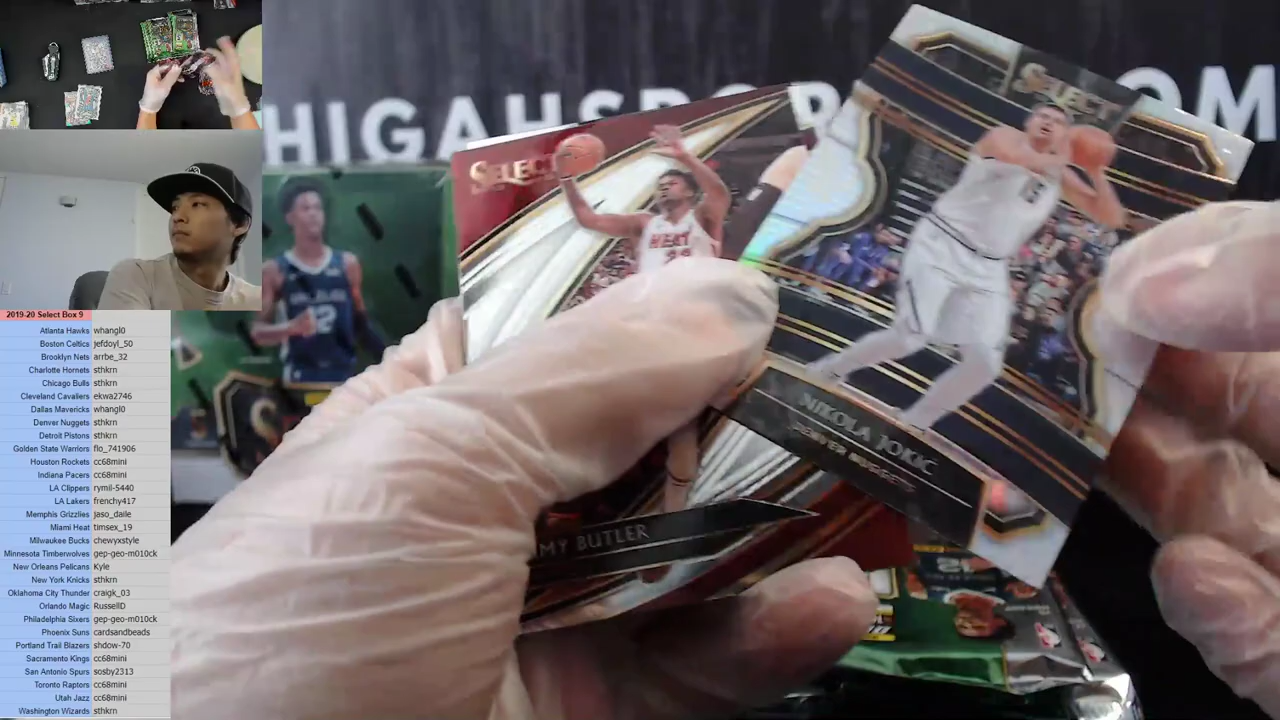 HIGAHSPO
OM
SELECT
SELECT
HEAT
12
MY BUTLER
NIKOLA JOKIC
DENVER NUGGETS
2019-20 Select Box 9
Atlanta Hawks whangl0
Boston Celtics jefdoyl_50
Brooklyn Nets arrbe_32
Charlotte Hornets sthkrn
Chicago Bulls sthkrn
Cleveland Cavaliers ekwa2746
Dallas Mavericks whangl0
Denver Nuggets sthkrn
Detroit Pistons sthkrn
Golden State Warriors flo_741906
Houston Rockets cc68mini
Indiana Pacers cc68mini
LA Clippers rymil-5440
LA Lakers frenchy417
Memphis Grizzlies jaso_daile
Miami Heat timsex_19
Milwaukee Bucks chewyxstyle
Minnesota Timberwolves gep-geo-m010ck
New Orleans Pelicans Kyle
New York Knicks sthkrn
Oklahoma City Thunder craigk_03
Orlando Magic RussellD
Philadelphia Sixers gep-geo-m010ck
Phoenix Suns cardsandbeads
Portland Trail Blazers shdow-70
Sacramento Kings cc68mini
San Antonio Spurs sosby2313
Toronto Raptors cc68mini
Utah Jazz cc68mini
Washington Wizards sthkrn